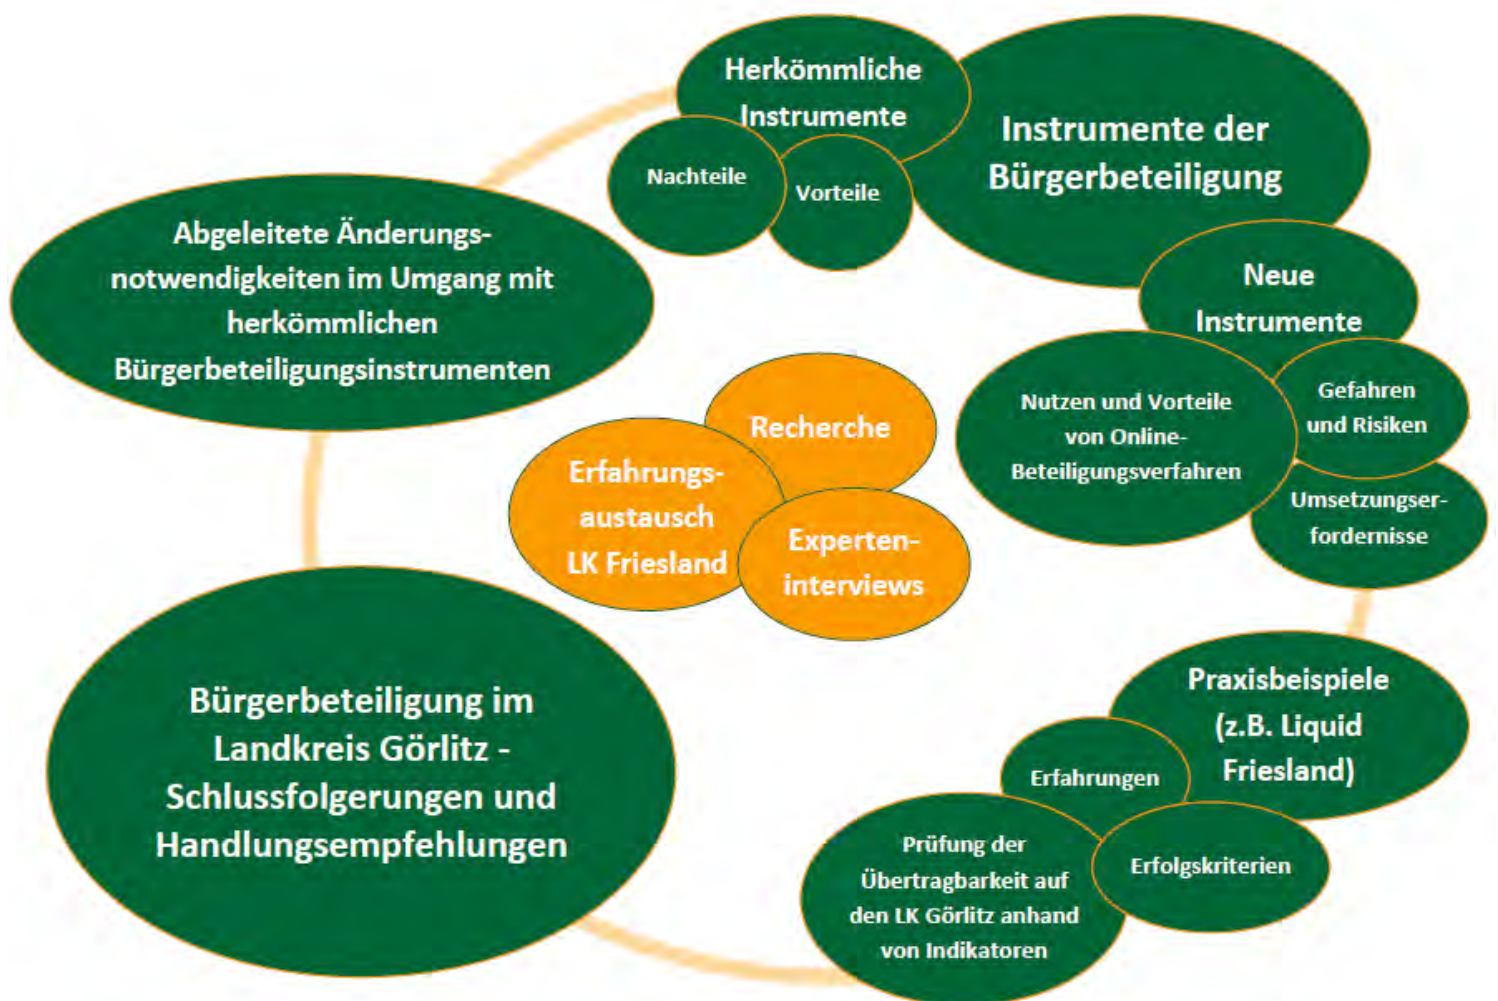 Herkömmliche
Instrumente
Nachteile
Vorteile
Instrumente der
Bürgerbeteiligung
Neue
Instrumente
Nutzen und Vorteile
von Online-
Beteiligungsverfahren
Gefahren
und Risiken
Umsetzungser-
fordernisse
Abgeleitete Änderungs-
notwendigkeiten im Umgang mit
herkömmlichen
Bürgerbeteiligungsinstrumenten
Recherche
Erfahrungs-
austausch
LK Friesland
Experten-
interviews
Praxisbeispiele
(z.B. Liquid
Friesland)
Erfahrungen
Erfolgskriterien
Prüfung der
Übertragbarkeit auf
den LK Görlitz anhand
von Indikatoren
Bürgerbeteiligung im
Landkreis Görlitz -
Schlussfolgerungen und
Handlungsempfehlungen